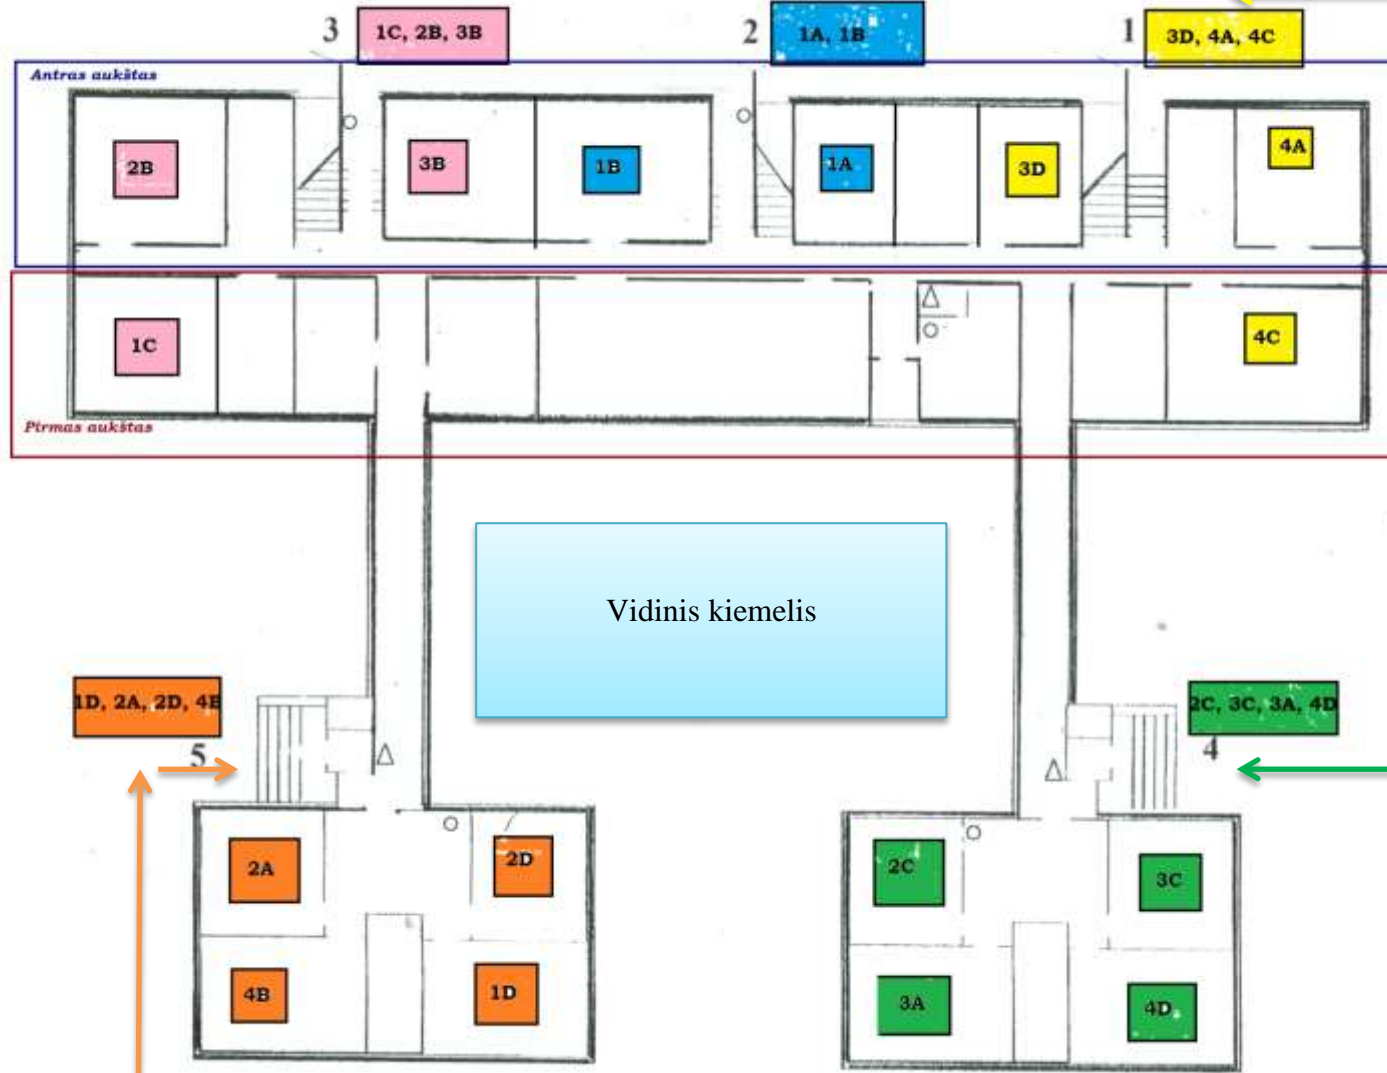 3
1C, 2B, 3B
2
1A, 1B
1
3D, 4A, 4C
Antras aukštas
2B
3B
1B
1A
3D
4A
1C
4C
Pirmas aukštas
Vidinis kiemelis
1D, 2A, 2D, 4B
5
2C, 3C, 3A, 4D
4
2A
2D
2C
3C
4B
1D
3A
4D